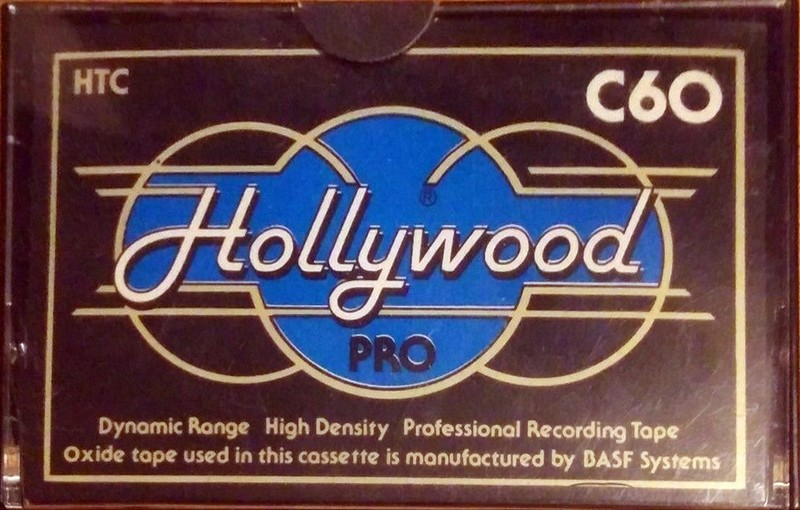 HTC
C60
Hollywood ®
PRO
Dynamic Range High Density Professional Recording Tape
Oxide tape used in this cassette is manufactured by BASF Systems